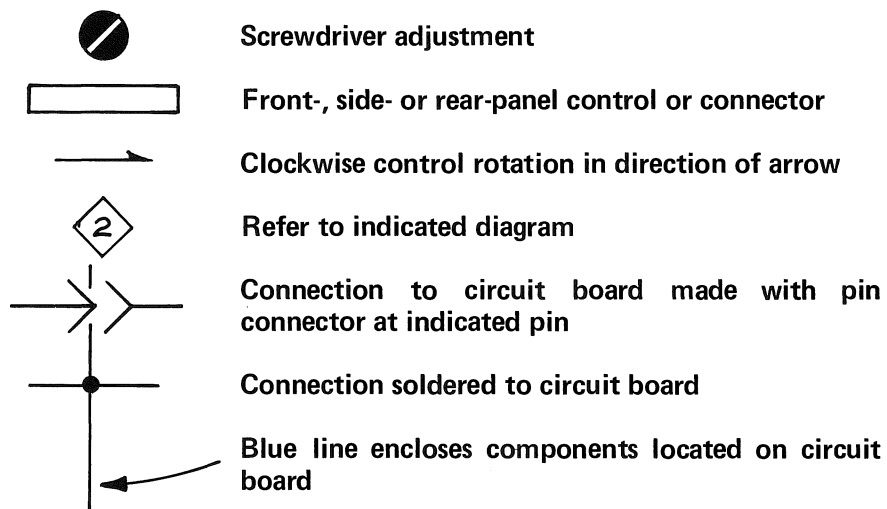 Screwdriver adjustment
Front-, side- or rear-panel control or connector
Clockwise control rotation in direction of arrow
2
Refer to indicated diagram
Connection to circuit board made with pin
connector at indicated pin
Connection soldered to circuit board
Blue line encloses components located on circuit
board